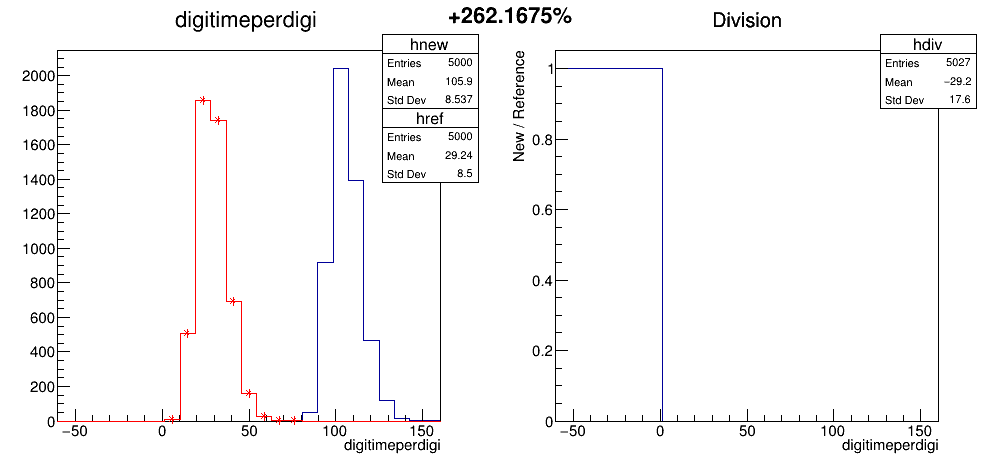 digitimeperdigi
+262.1675%
Division
hnew
Entries 5000
Mean 105.9
Std Dev 8.537
href
Entries 5000
Mean 29.24
Std Dev 8.5
2000
1800
1600
1400
1200
1000
800
600
400
200
0
−50 0 50 100 150
digitimeperdigi
hdiv
Entries 5027
Mean −29.2
Std Dev 17.6
New / Reference
1
0.8
0.6
0.4
0.2
0
−50 0 50 100 150
digitimeperdigi